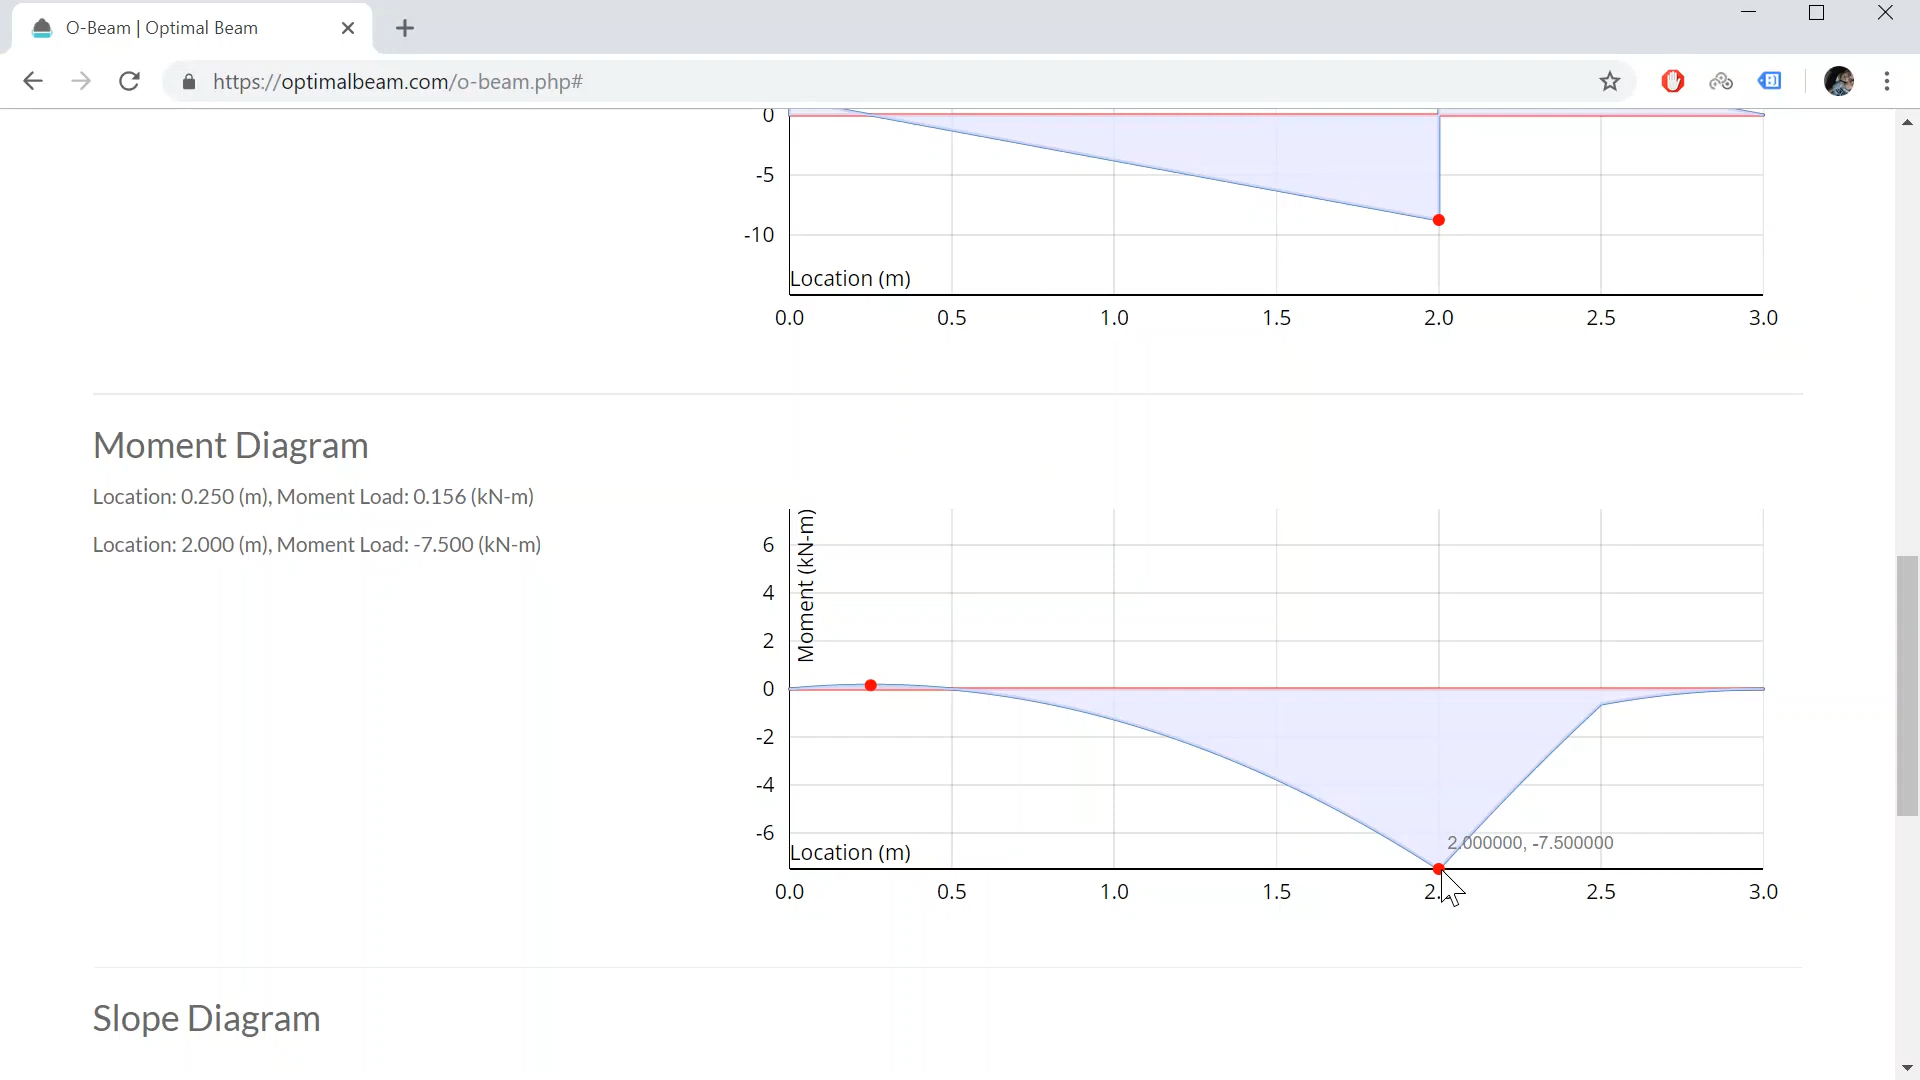 O-Beam | Optimal Beam
https://optimalbeam.com/o-beam.php#
0
-5
-10
Location (m)
0.0 0.5 1.0 1.5 2.0 2.5 3.0
Moment Diagram
Location: 0.250 (m), Moment Load: 0.156 (kN-m)
Location: 2.000 (m), Moment Load: -7.500 (kN-m)
Moment (kN-m)
6
4
2
0
-2
-4
-6
2.000000, -7.500000
Location (m)
0.0 0.5 1.0 1.5 2.0 2.5 3.0
Slope Diagram